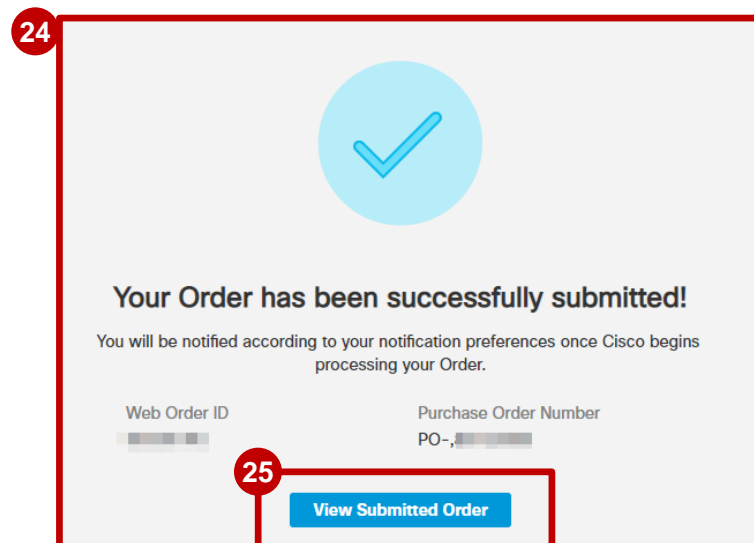 24
Your Order has been successfully submitted!
You will be notified according to your notification preferences once Cisco begins
processing your Order.
Web Order ID
Purchase Order Number
PO-,
25
View Submitted Order